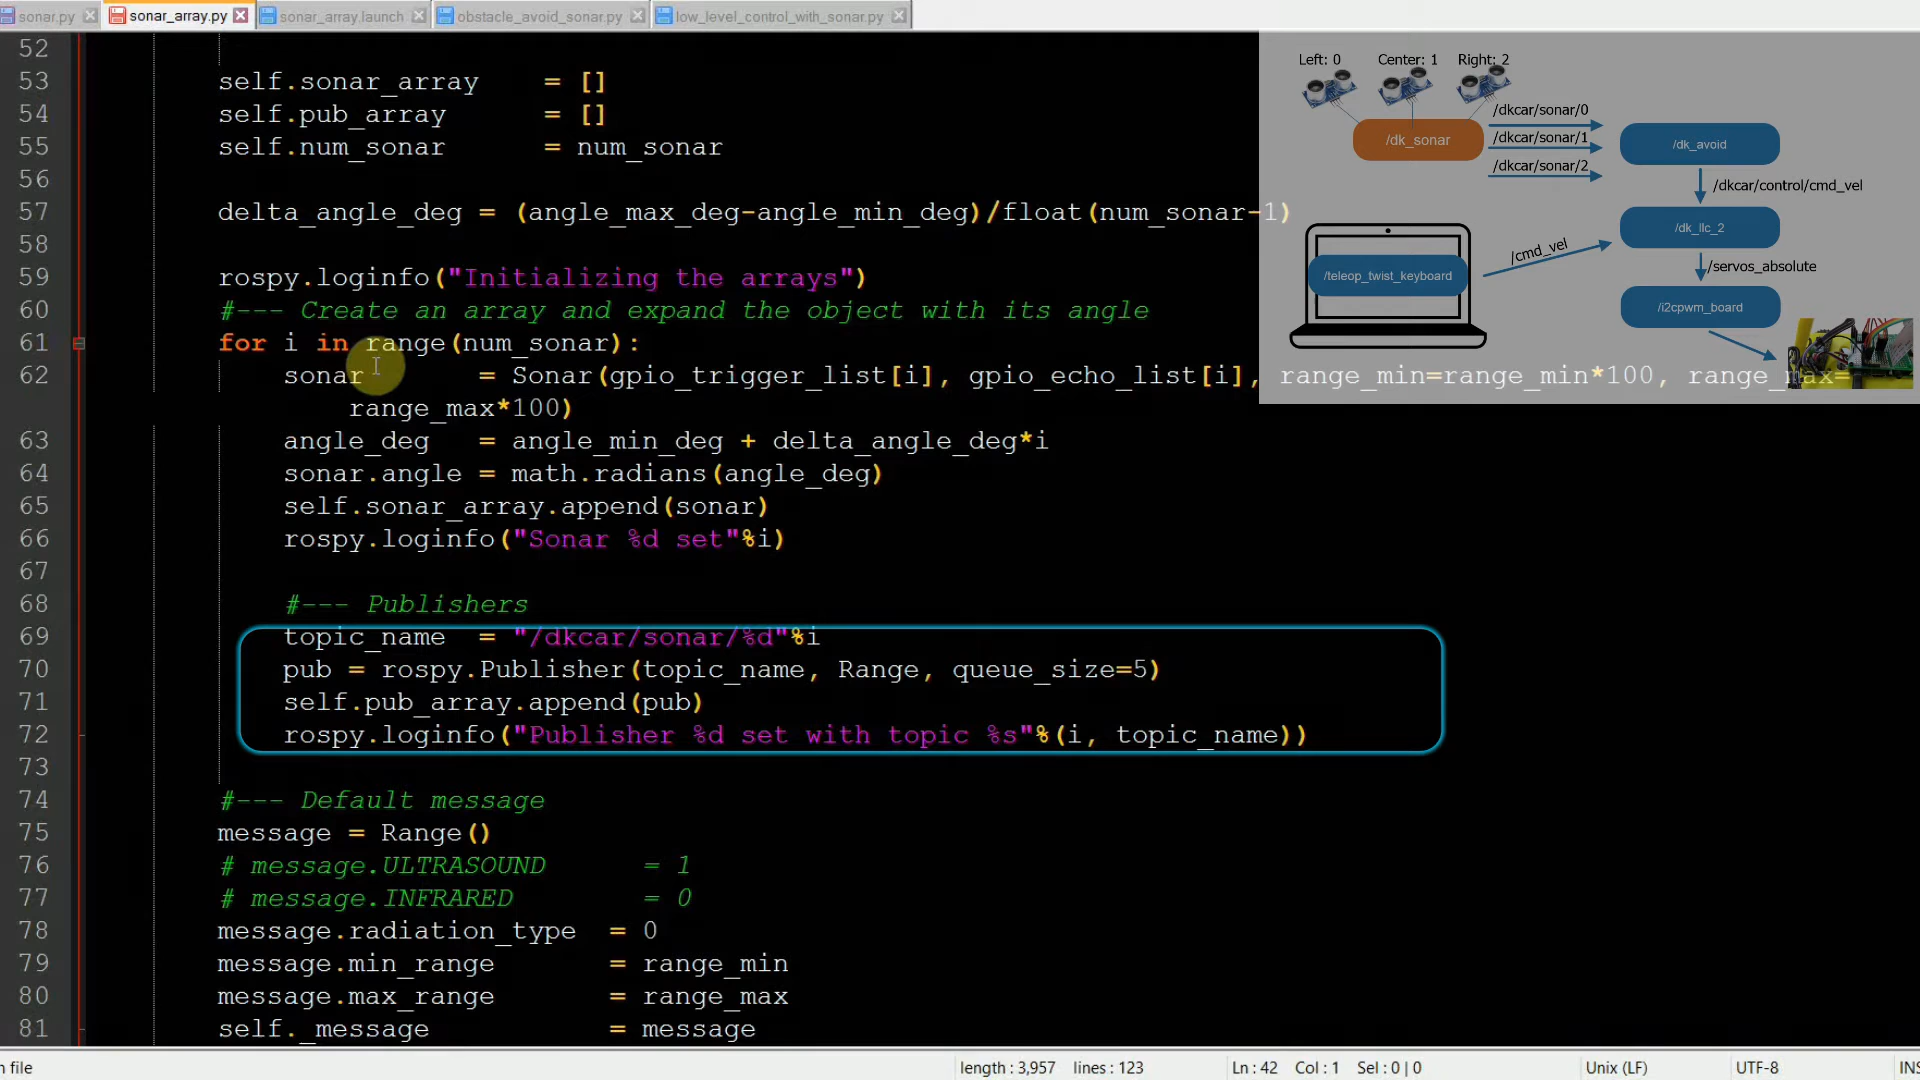 sonar.py sonar_array.py sonar_array.launch obstacle_avoid_sonar.py low_level_control_with_sonar.py
52
53 self.sonar_array = []
54 self.pub_array = []
55 self.num_sonar = num_sonar
56
57 delta_angle_deg = (angle_max_deg-angle_min_deg)/float(num_sonar-1)
58
59 rospy.loginfo("Initializing the arrays")
60 #--- Create an array and expand the object with its angle
61 for i in range(num_sonar):
62 sonar = Sonar(gpio_trigger_list[i], gpio_echo_list[i], range_min=range_min*100, range_max=
range_max*100)
63 angle_deg = angle_min_deg + delta_angle_deg*i
64 sonar.angle = math.radians(angle_deg)
65 self.sonar_array.append(sonar)
66 rospy.loginfo("Sonar %d set"%i)
67
68 #--- Publishers
69 topic_name = "/dkcar/sonar/%d"%i
70 pub = rospy.Publisher(topic_name, Range, queue_size=5)
71 self.pub_array.append(pub)
72 rospy.loginfo("Publisher %d set with topic %s"%(i, topic_name))
73
74 #--- Default message
75 message = Range()
76 # message.ULTRASOUND = 1
77 # message.INFRARED = 0
78 message.radiation_type = 0
79 message.min_range = range_min
80 message.max_range = range_max
81 self._message = message
Left: 0 Center: 1 Right: 2
/dk_sonar
/dkcar/sonar/0
/dkcar/sonar/1
/dkcar/sonar/2
/dk_avoid
/dkcar/control/cmd_vel
/dk_llc_2
/cmd_vel
/teleop_twist_keyboard
/servos_absolute
/i2cpwm_board
file length : 3,957 lines : 123 Ln : 42 Col : 1 Sel : 0 | 0 Unix (LF) UTF-8 INS